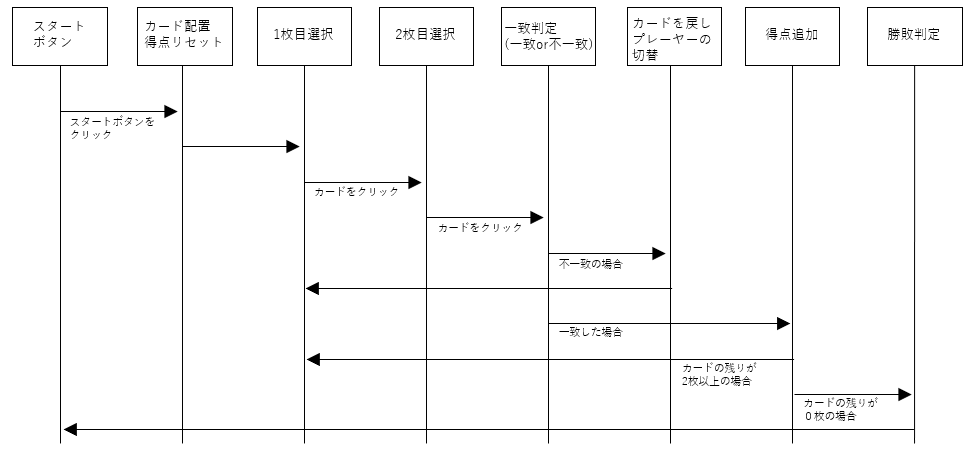 スタート
ボタン
カード配置
得点リセット
1枚目選択
2枚目選択
一致判定
(一致or不一致)
カードを戻し
プレーヤーの
切替
得点追加
勝敗判定
スタートボタンを
クリック
カードをクリック
カードをクリック
不一致の場合
一致した場合
カードの残りが
2枚以上の場合
カードの残りが
０枚の場合